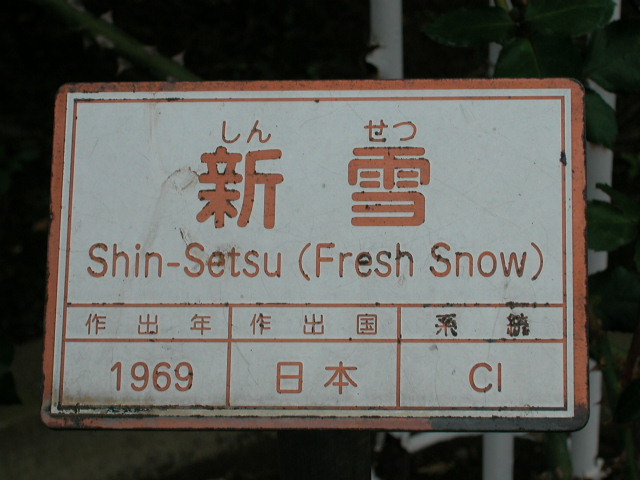 しん せつ
新雪
Shin-Setsu (Fresh Snow)
作出年 作出国 系統
1969 日本 Cl